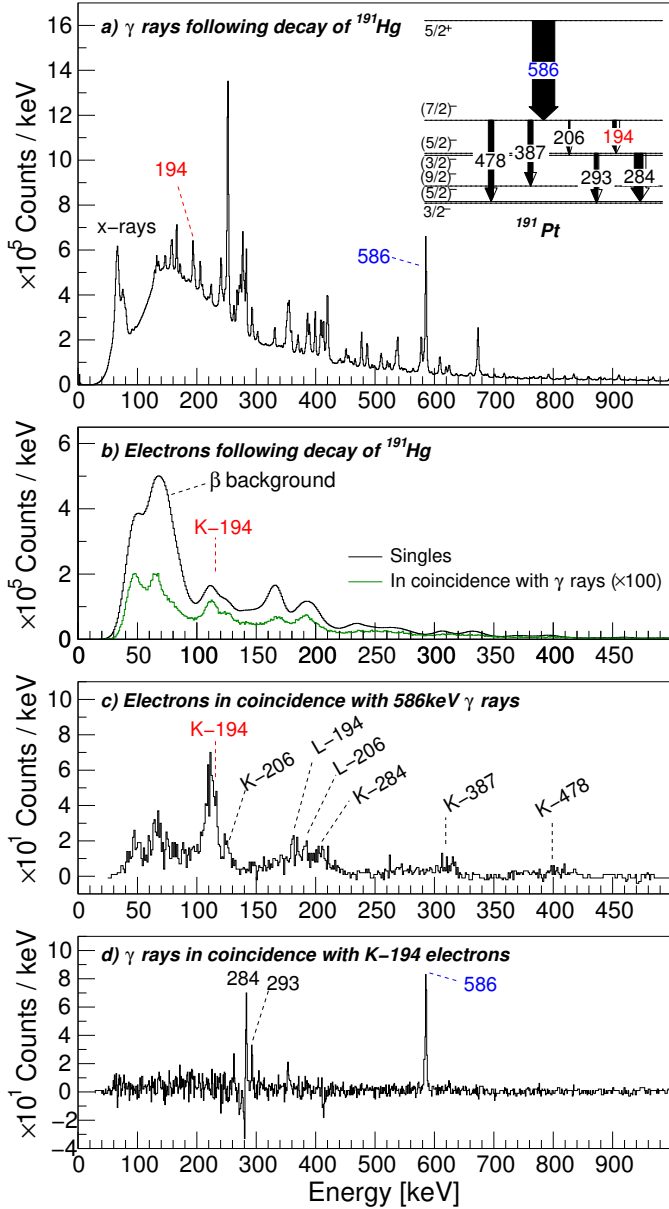 a) γ rays following decay of ¹⁹¹Hg
×10⁵ Counts / keV
16
14
12
10
8
6
4
2
0
x−rays
194
586
5/2⁺
586
(7/2)⁻
206
194
478
387
(5/2)⁻
(3/2)⁻
(9/2)⁻
293
284
(5/2)⁻
3/2⁻
¹⁹¹Pt
0 100 200 300 400 500 600 700 800 900
b) Electrons following decay of ¹⁹¹Hg
×10⁵ Counts / keV
6
4
2
0
β background
K−194
Singles
In coincidence with γ rays (×100)
0 50 100 150 200 250 300 350 400 450
c) Electrons in coincidence with 586keV γ rays
×10¹ Counts / keV
10
8
6
4
2
0
K−194
K−206
L−194
L−206
K−284
K−387
K−478
0 50 100 150 200 250 300 350 400 450
d) γ rays in coincidence with K−194 electrons
×10¹ Counts / keV
10
8
6
4
2
0
−2
−4
284
293
586
0 100 200 300 400 500 600 700 800 900
Energy [keV]